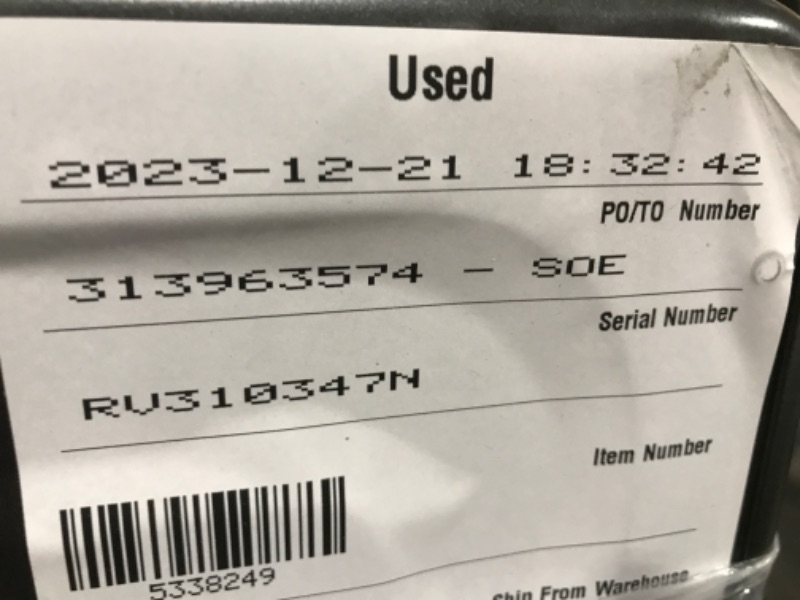 Used
2023-12-21 18:32:42
PO/TO Number
313963574 - SOE
Serial Number
RV310347N
Item Number
5338249
Ship From Warehouse